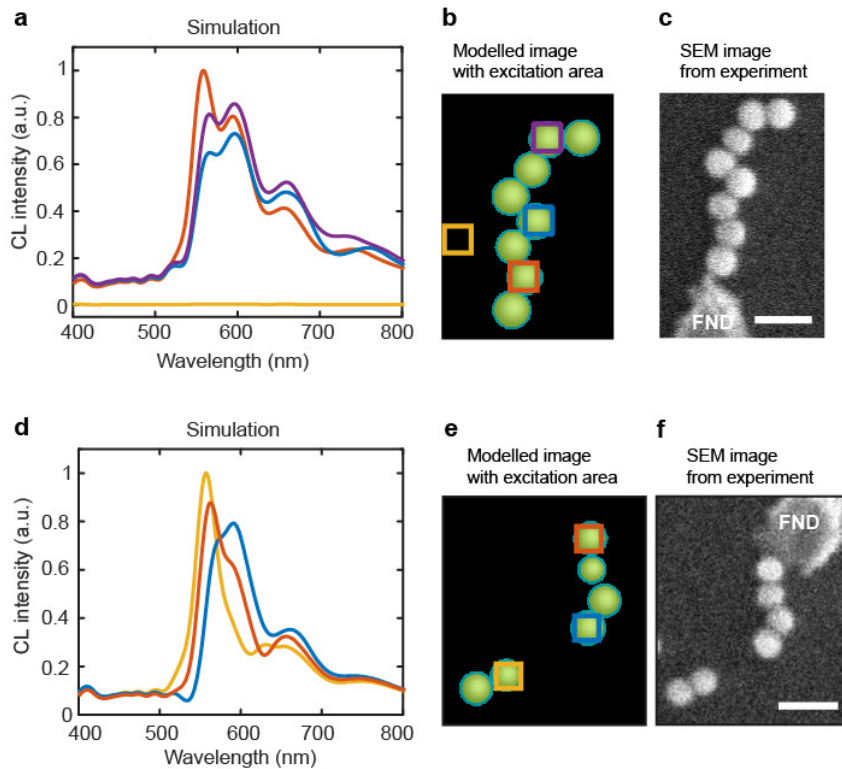 a
Simulation
CL intensity (a.u.)
1
0.8
0.6
0.4
0.2
0
400 500 600 700 800
Wavelength (nm)
b
Modelled image
with excitation area
c
SEM image
from experiment
FND
d
Simulation
CL intensity (a.u.)
1
0.8
0.6
0.4
0.2
0
400 500 600 700 800
Wavelength (nm)
e
Modelled image
with excitation area
f
SEM image
from experiment
FND